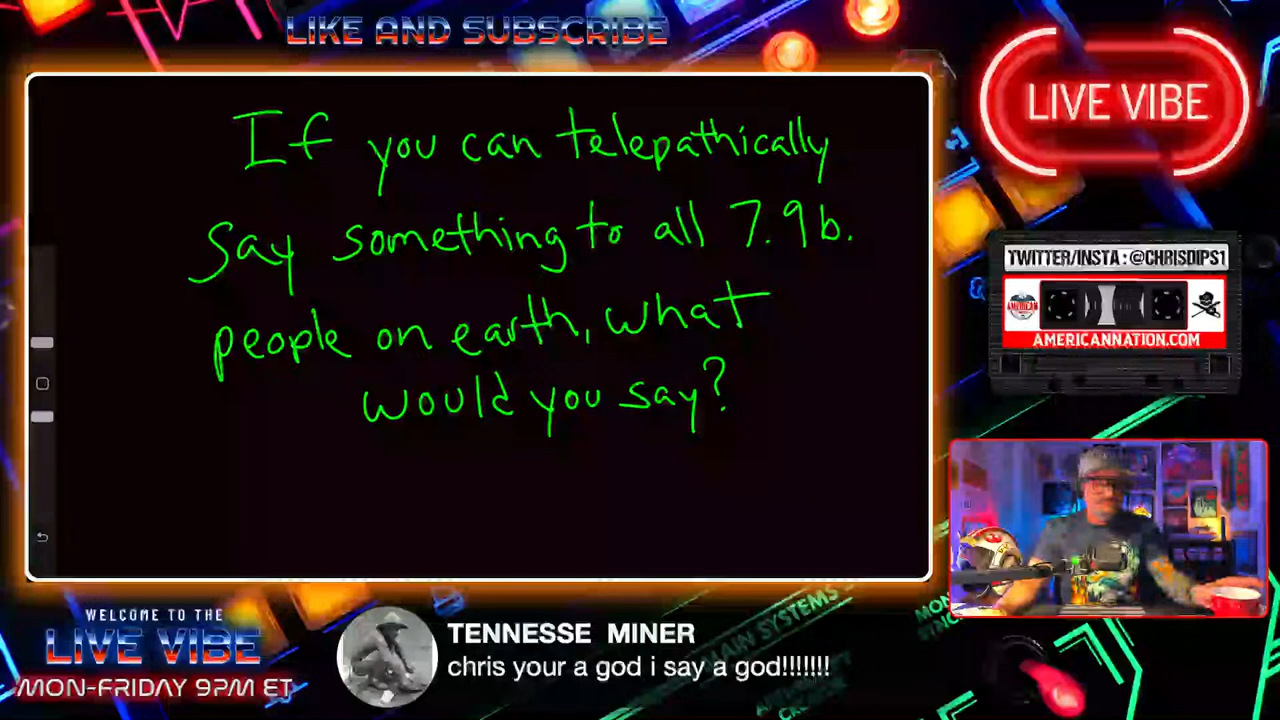 LIKE AND SUBSCRIBE
LIVE VIBE
If you can telepathically
say something to all 7.9 b.
people on earth, what
would you say?
TWITTER/INSTA : @CHRISDIPS1
AMERICANNATION.COM
WELCOME TO THE
LIVE VIBE
MON-FRIDAY 9PM ET
TENNESSE MINER
chris your a god i say a god!!!!!!!